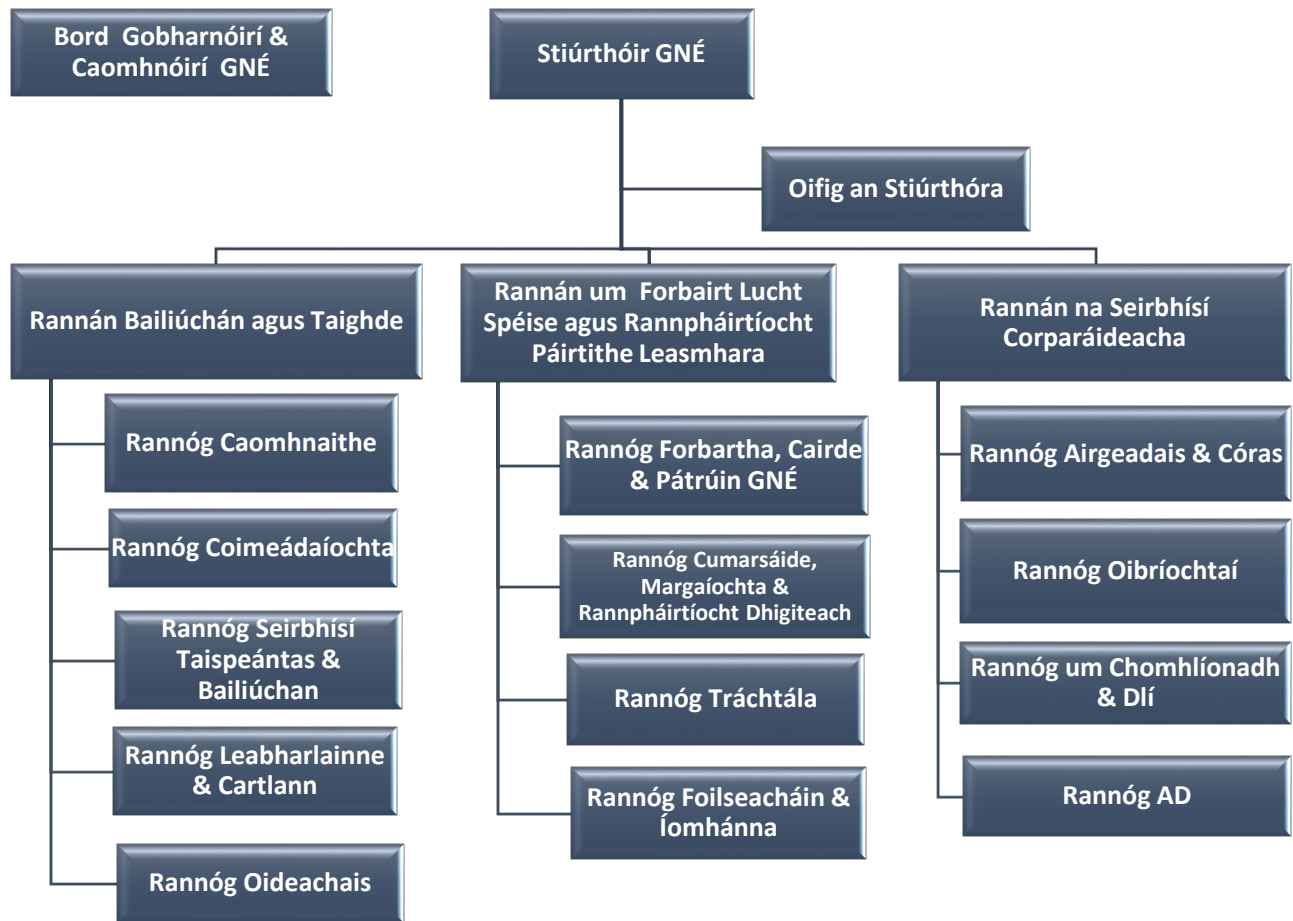 Bord Gobharnóirí &
Caomhnóirí GNÉ
Stiúrthóir GNÉ
Oifig an Stiúrthóra
Rannán Bailiúchán agus Taighde
Rannóg Caomhnaithe
Rannóg Coimeádaíochta
Rannóg Seirbhísí
Taispeántas &
Bailiúchan
Rannóg Leabharlainne
& Cartlann
Rannóg Oideachais
Rannán um Forbairt Lucht
Spéise agus Rannpháirtíocht
Páirtithe Leasmhara
Rannóg Forbartha, Cairde
& Pátrúin GNÉ
Rannóg Cumarsáide,
Margaíochta &
Rannpháirtíocht Dhigiteach
Rannóg Tráchtála
Rannóg Foilseacháin &
Íomhánna
Rannán na Seirbhísí
Corparáideacha
Rannóg Airgeadais & Córas
Rannóg Oibríochtaí
Rannóg um Chomhlíonadh
& Dlí
Rannóg AD